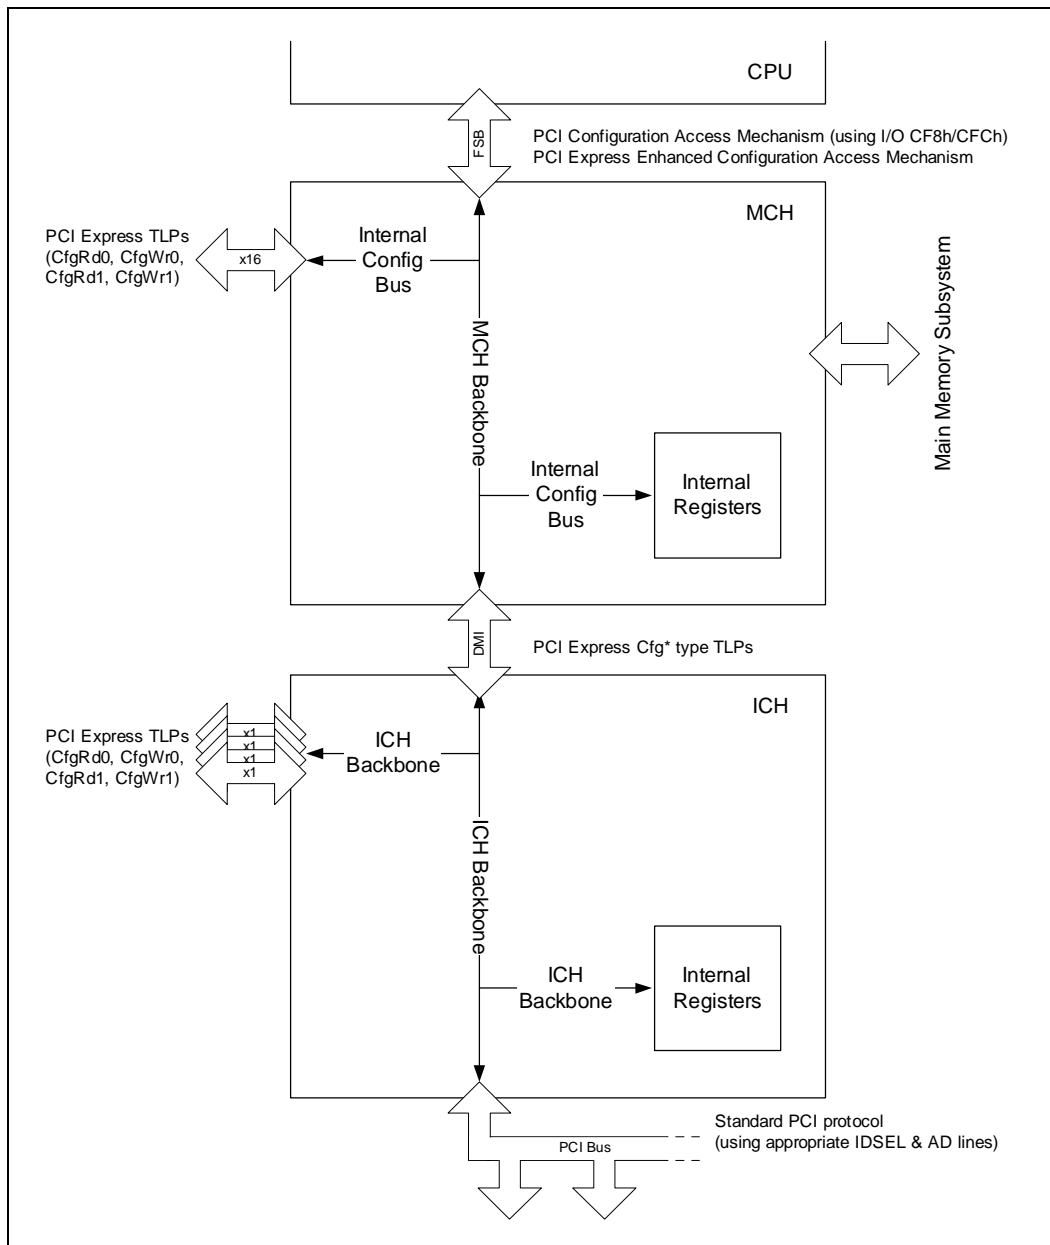 CPU
FSB
PCI Configuration Access Mechanism (using I/O CF8h/CFCh)
PCI Express Enhanced Configuration Access Mechanism
MCH
PCI Express TLPs
(CfgRd0, CfgWr0,
CfgRd1, CfgWr1)
x16
Internal
Config
Bus
MCH Backbone
Main Memory Subsystem
Internal
Config
Bus
Internal
Registers
DMI
PCI Express Cfg* type TLPs
ICH
PCI Express TLPs
(CfgRd0, CfgWr0,
CfgRd1, CfgWr1)
x1
x1
x1
x1
ICH
Backbone
ICH Backbone
ICH
Backbone
Internal
Registers
Standard PCI protocol
(using appropriate IDSEL & AD lines)
PCI Bus